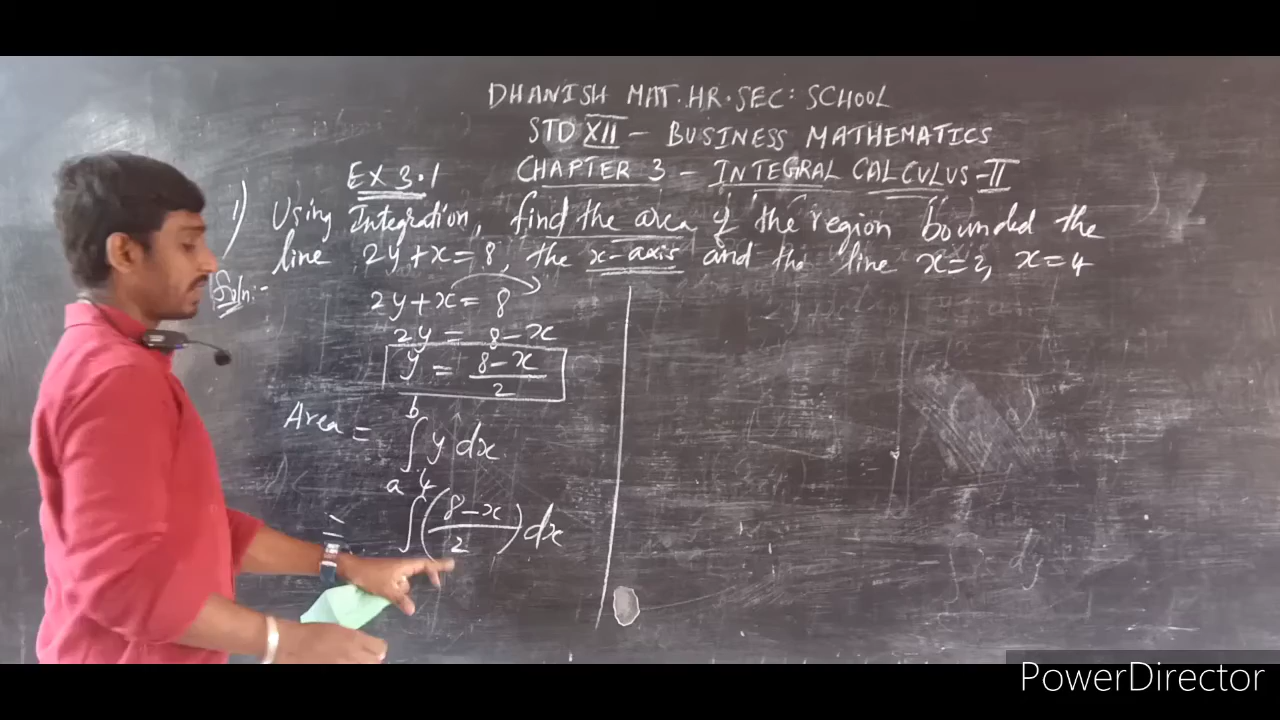 DHANISH MAT.HR.SEC: SCHOOL
STD XII - BUSINESS MATHEMATICS
EX 3.1 CHAPTER 3 - INTEGRAL CALCULUS-II
1) Using Integration, find the area of the region bounded the
line 2y+x=8, the x-axis and the line x=2, x=4
Soln:-
2y+x= 8
2y = 8-x
y = 8-x
2
b
Area = ∫ y dx
a 4
= ∫ (8-x) dx
2
dy
PowerDirector